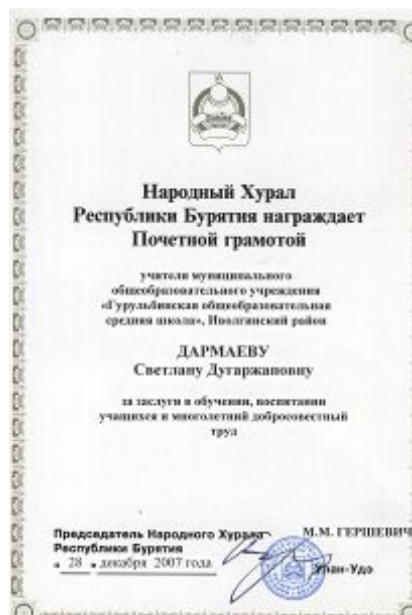 Народный Хурал
Республики Бурятия награждает
Почетной грамотой
учителя муниципального
общеобразовательного учреждения
«Гурульбинская общеобразовательная
средняя школа», Иволгинский район
ДАРМАЕВУ
Светлану Дугаржаповну
за заслуги в обучении, воспитании
учащихся и многолетний добросовестный
труд
Председатель Народного Хурала М.М. ГЕРШЕВИЧ
Республики Бурятия
" 28 " декабря 2007 года Улан-Удэ